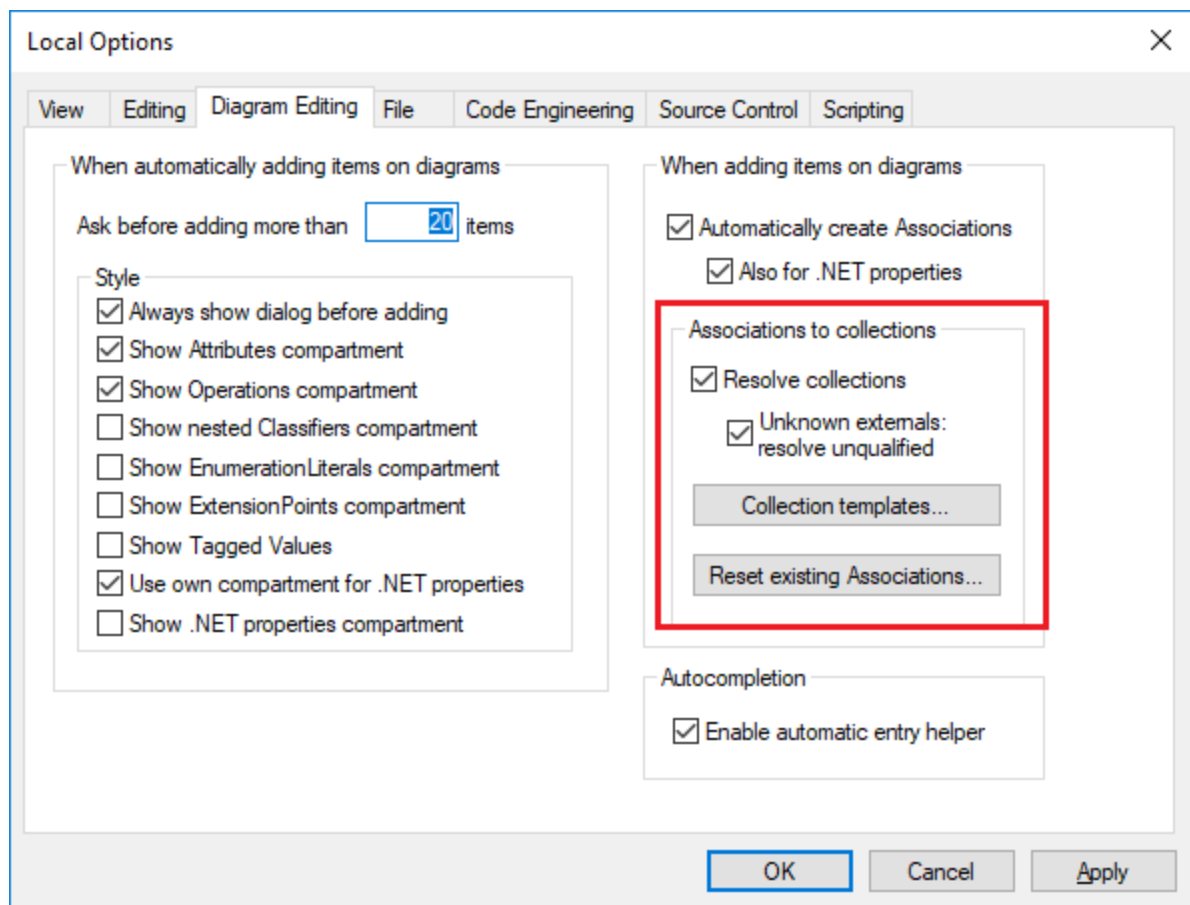 Local Options
View Editing Diagram Editing File Code Engineering Source Control Scripting
When automatically adding items on diagrams
Ask before adding more than 20 items
Style
Always show dialog before adding
Show Attributes compartment
Show Operations compartment
Show nested Classifiers compartment
Show EnumerationLiterals compartment
Show ExtensionPoints compartment
Show Tagged Values
Use own compartment for .NET properties
Show .NET properties compartment
When adding items on diagrams
Automatically create Associations
Also for .NET properties
Associations to collections
Resolve collections
Unknown externals:
resolve unqualified
Collection templates...
Reset existing Associations...
Autocompletion
Enable automatic entry helper
OK Cancel Apply